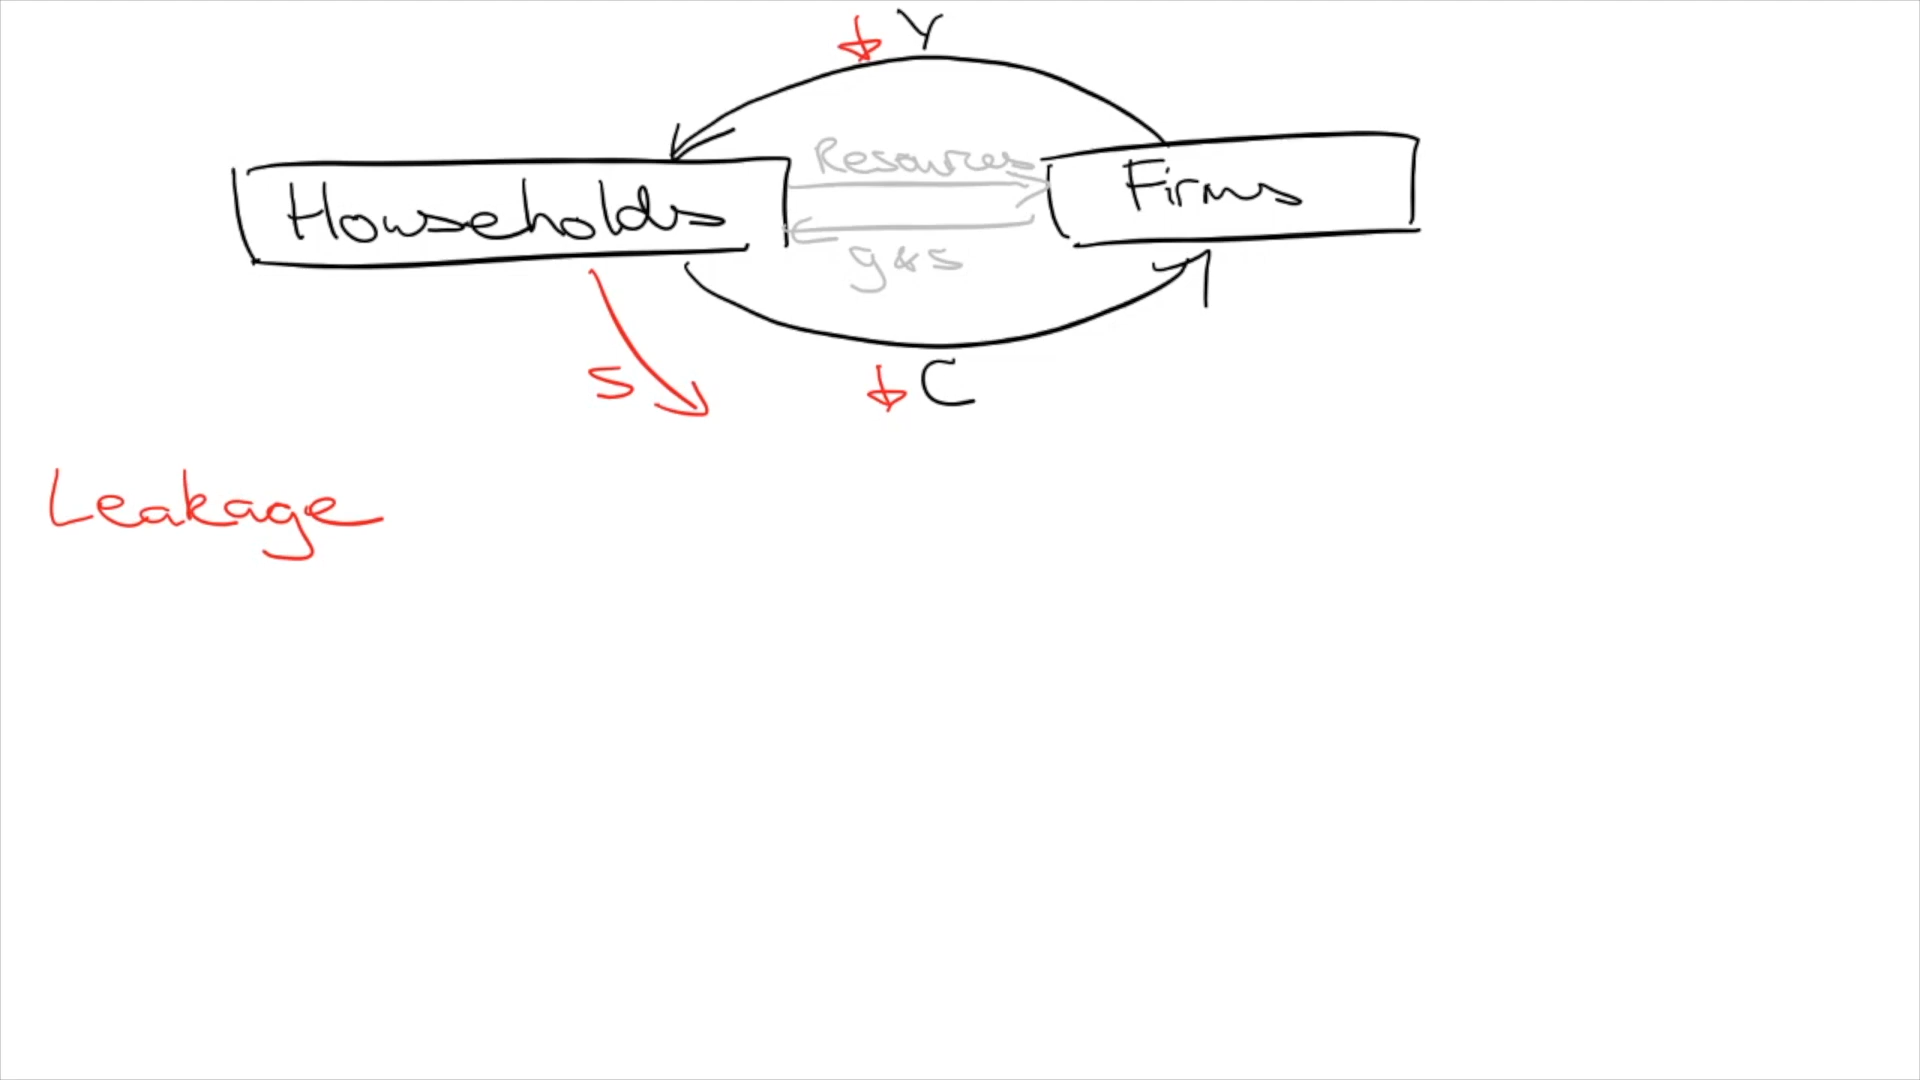 ↓ Y
Resources
Households
Firms
g&s
S
↓ C
Leakage